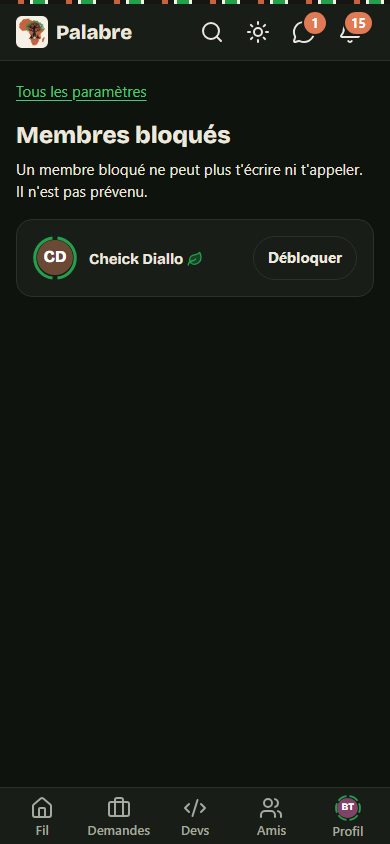 Palabre
1
15
Tous les paramètres
Membres bloqués
Un membre bloqué ne peut plus t'écrire ni t'appeler.
Il n'est pas prévenu.
CD
Cheick Diallo
Débloquer
Fil
Demandes
Devs
Amis
BT
Profil